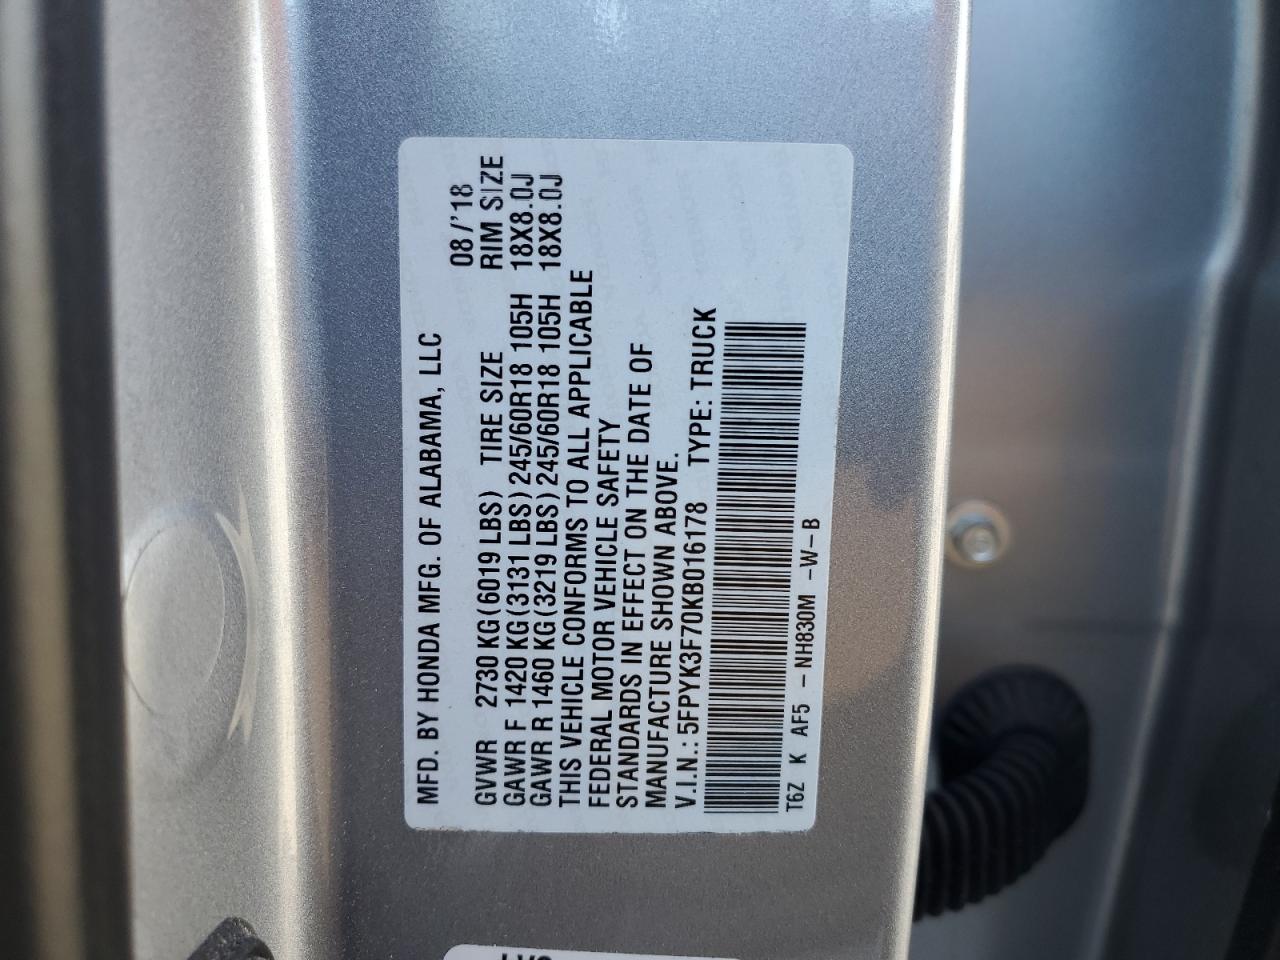 MFD. BY HONDA MFG. OF ALABAMA, LLC
08/'18
GVWR 2730 KG(6019 LBS) TIRE SIZE RIM SIZE
GAWR F 1420 KG(3131 LBS)245/60R18 105H 18X8.0J
GAWR R 1460 KG(3219 LBS)245/60R18 105H 18X8.0J
THIS VEHICLE CONFORMS TO ALL APPLICABLE
FEDERAL MOTOR VEHICLE SAFETY
STANDARDS IN EFFECT ON THE DATE OF
MANUFACTURE SHOWN ABOVE.
V.I.N.: 5FPYK3F70KB016178 TYPE: TRUCK
T6Z K AF5 -NH830M -W-B